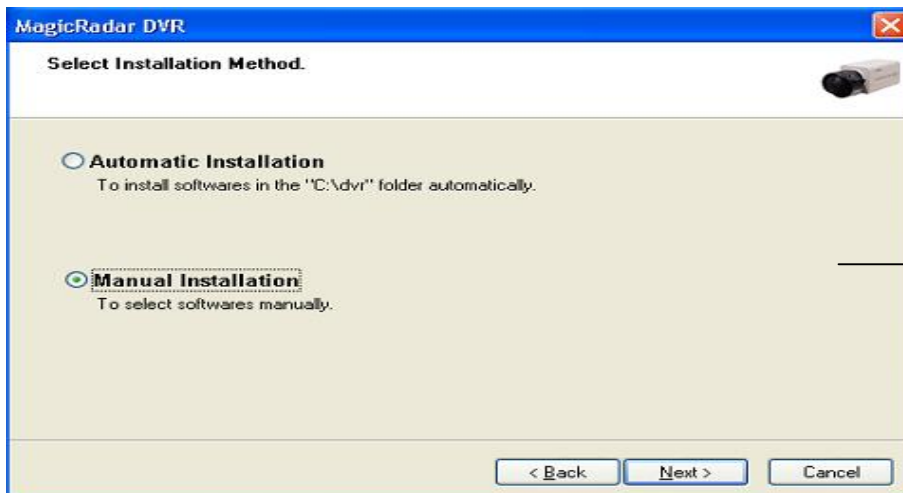 MagicRadar DVR
Select Installation Method.
Automatic Installation
To install softwares in the "C:\dvr" folder automatically.
Manual Installation
To select softwares manually.
< Back
Next >
Cancel